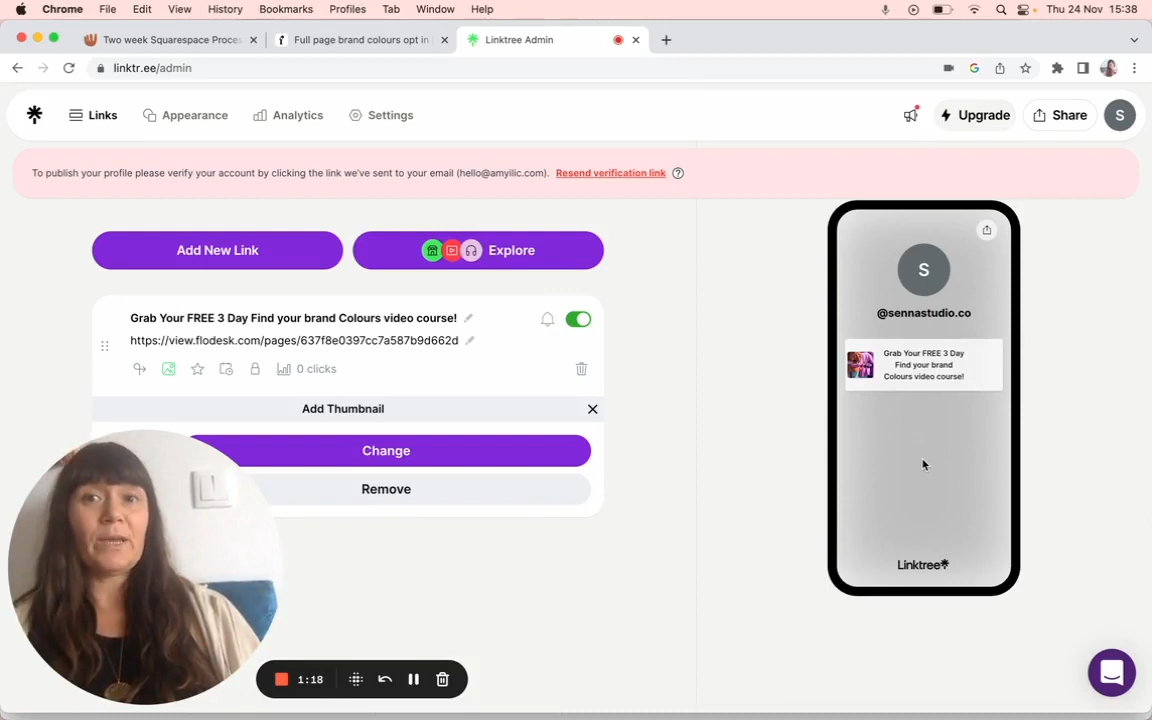 Chrome File Edit View History Bookmarks Profiles Tab Window Help Thu 24 Nov 15:38
Two week Squarespace Proces
Full page brand colours opt in
Linktree Admin
linktr.ee/admin
Links Appearance Analytics Settings Upgrade Share S
To publish your profile please verify your account by clicking the link we've sent to your email (hello@amyilic.com). Resend verification link ?
Add New Link
Explore
Grab Your FREE 3 Day Find your brand Colours video course!
https://view.flodesk.com/pages/637f8e0397cc7a587b9d662d
0 clicks
Add Thumbnail
Change
Remove
S
@sennastudio.co
Grab Your FREE 3 Day
Find your brand
Colours video course!
Linktree
1:18